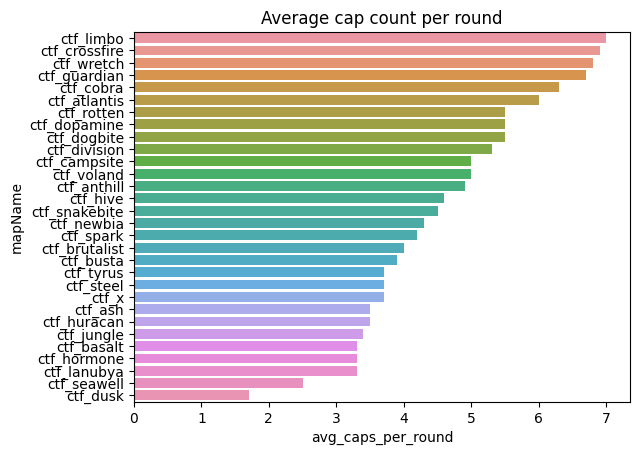 Average cap count per round
ctf_limbo
ctf_crossfire
ctf_wretch
ctf_guardian
ctf_cobra
ctf_atlantis
ctf_rotten
ctf_dopamine
ctf_dogbite
ctf_division
ctf_campsite
ctf_voland
ctf_anthill
ctf_hive
ctf_snakebite
ctf_newbia
ctf_spark
ctf_brutalist
ctf_busta
ctf_tyrus
ctf_steel
ctf_x
ctf_ash
ctf_huracan
ctf_jungle
ctf_basalt
ctf_hormone
ctf_lanubya
ctf_seawell
ctf_dusk
mapName
0 1 2 3 4 5 6 7
avg_caps_per_round